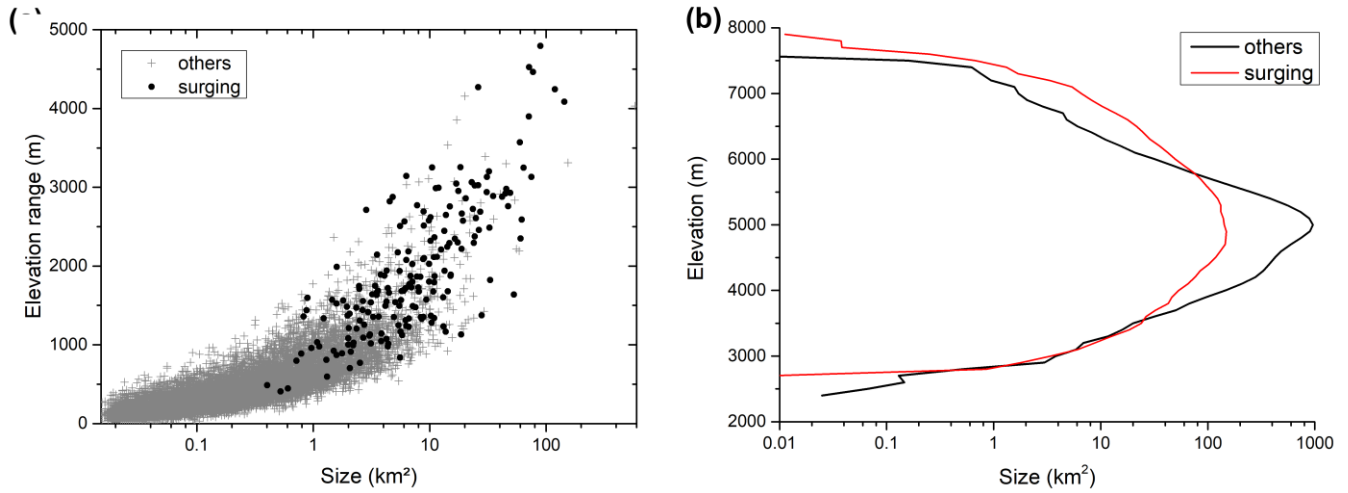 (a)
5000
4000
3000
2000
1000
0
Elevation range (m)
others
surging
0.1
1
10
100
Size (km²)
(b)
8000
7000
6000
5000
4000
3000
2000
Elevation (m)
others
surging
0.01
0.1
1
10
100
1000
Size (km²)